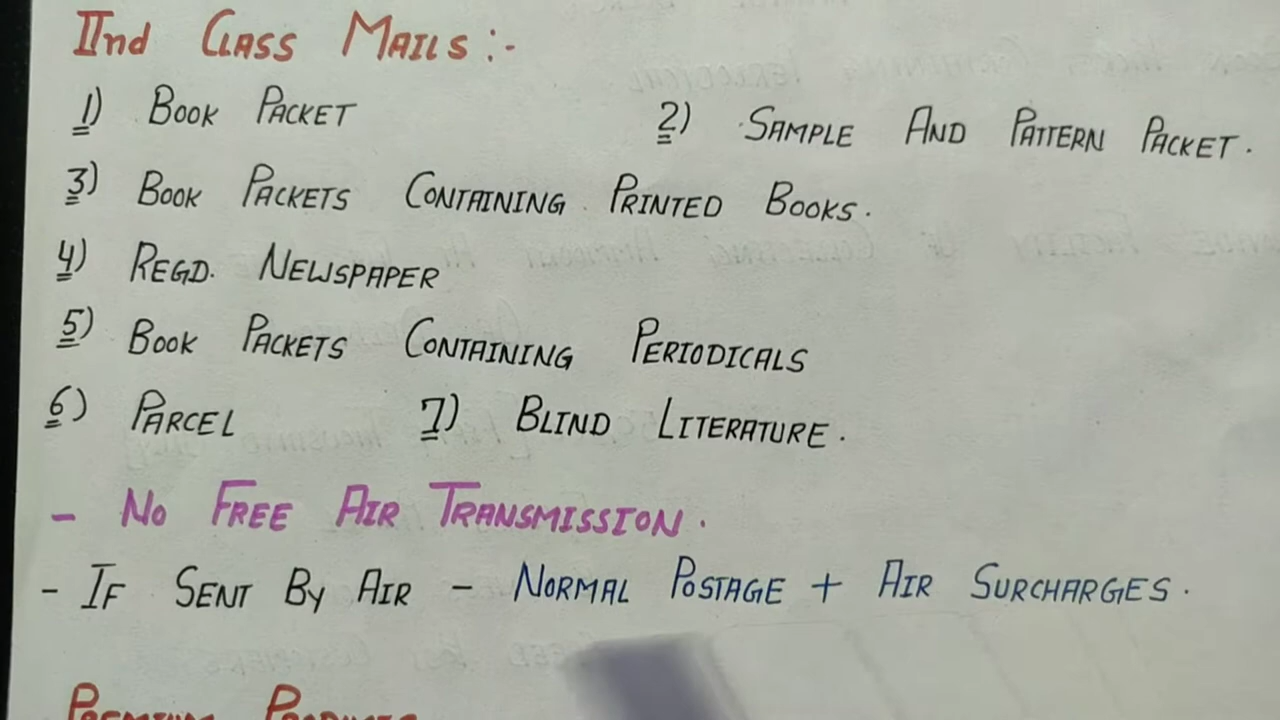 IInd Class Mails :-
1) Book Packet 2) Sample And Pattern Packet.
3) Book Packets Containing Printed Books.
4) Regd. Newspaper
5) Book Packets Containing Periodicals
6) Parcel 7) Blind Literature.
- No Free Air Transmission.
- If Sent By Air - Normal Postage + Air Surcharges.
Premium Products